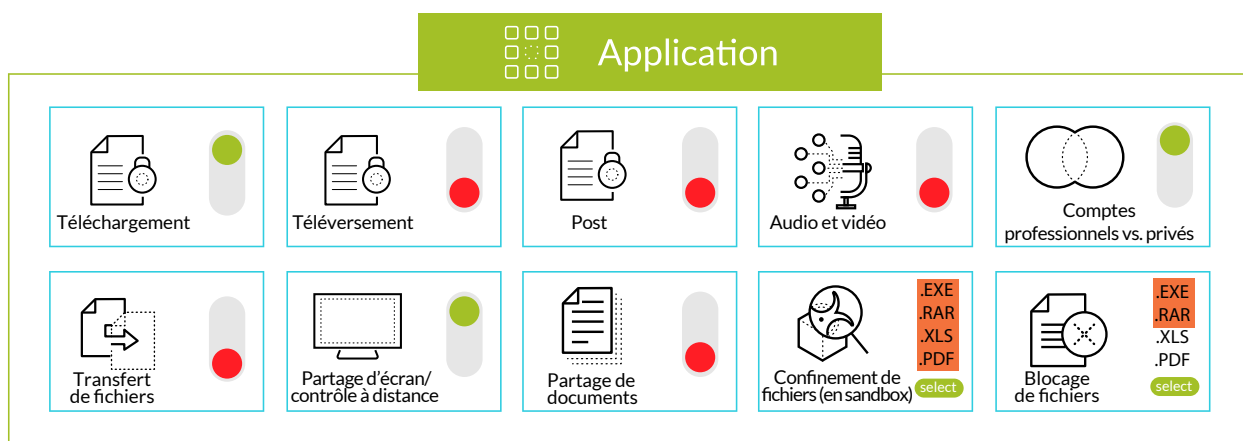 Application
Téléchargement
Téléversement
Post
Audio et vidéo
Comptes
professionnels vs. privés
Transfert
de fichiers
Partage d'écran/
contrôle à distance
Partage de
documents
Confinement de
fichiers (en sandbox)
.EXE
.RAR
.XLS
.PDF
select
Blocage
de fichiers
.EXE
.RAR
.XLS
.PDF
select